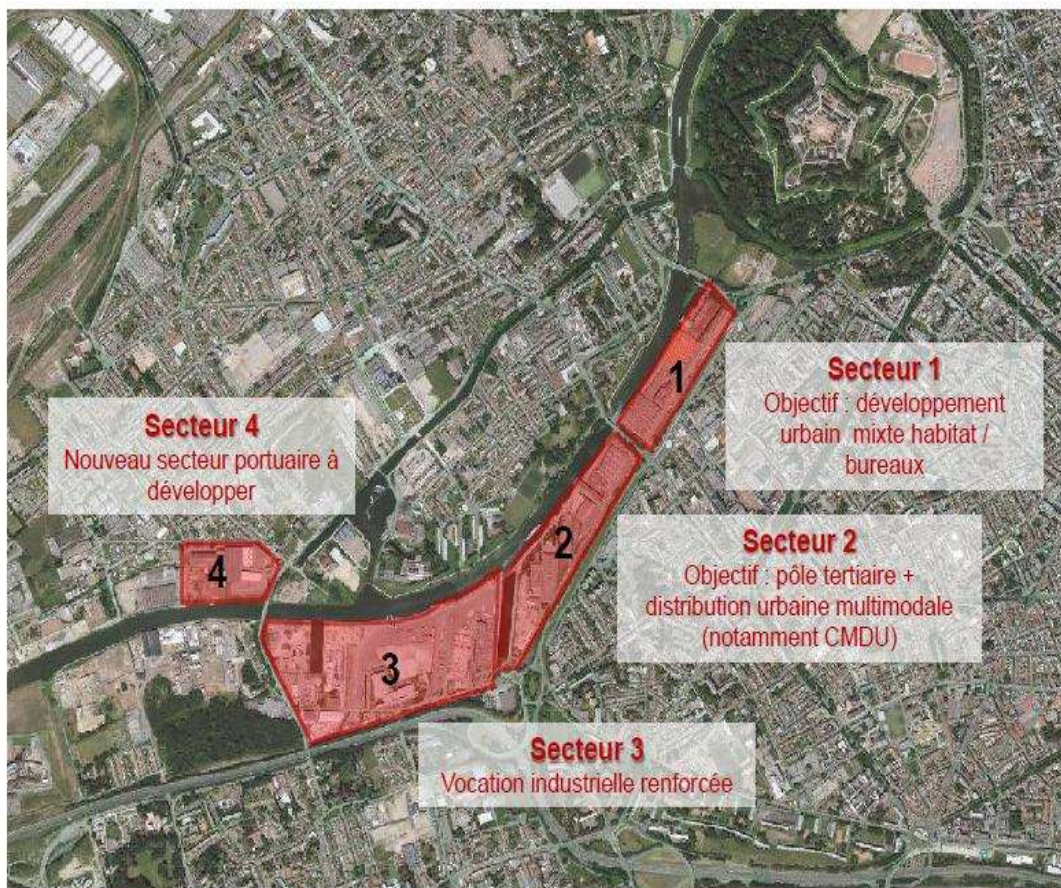 1
Secteur 1
Objectif : développement
urbain mixte habitat /
bureaux
Secteur 4
Nouveau secteur portuaire à
développer
2
Secteur 2
Objectif : pôle tertiaire +
distribution urbaine multimodale
(notamment CMDU)
4
3
Secteur 3
Vocation industrielle renforcée